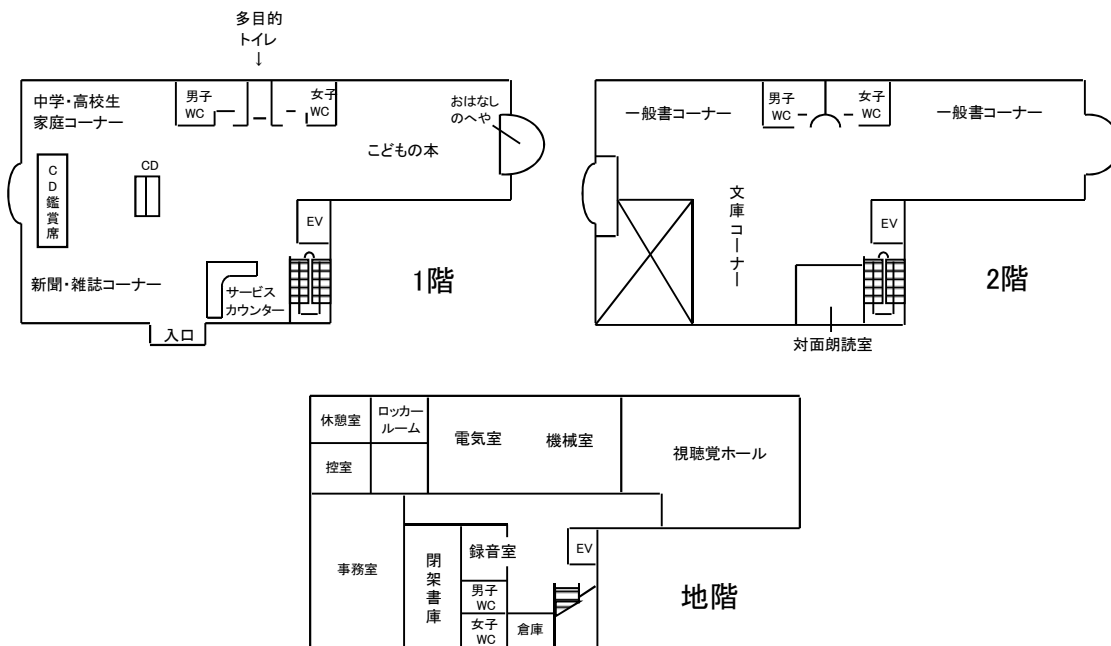 多目的
トイレ
↓
中学・高校生
家庭コーナー
男子
WC
女子
WC
おはなし
のへや
こどもの本
CD鑑賞席
CD
EV
新聞・雑誌コーナー
サービス
カウンター
入口
1階
一般書コーナー
男子
WC
女子
WC
一般書コーナー
文庫コーナー
EV
対面朗読室
2階
休憩室
ロッカー
ルーム
電気室
機械室
視聴覚ホール
控室
事務室
閉架書庫
録音室
男子
WC
女子
WC
倉庫
EV
地階